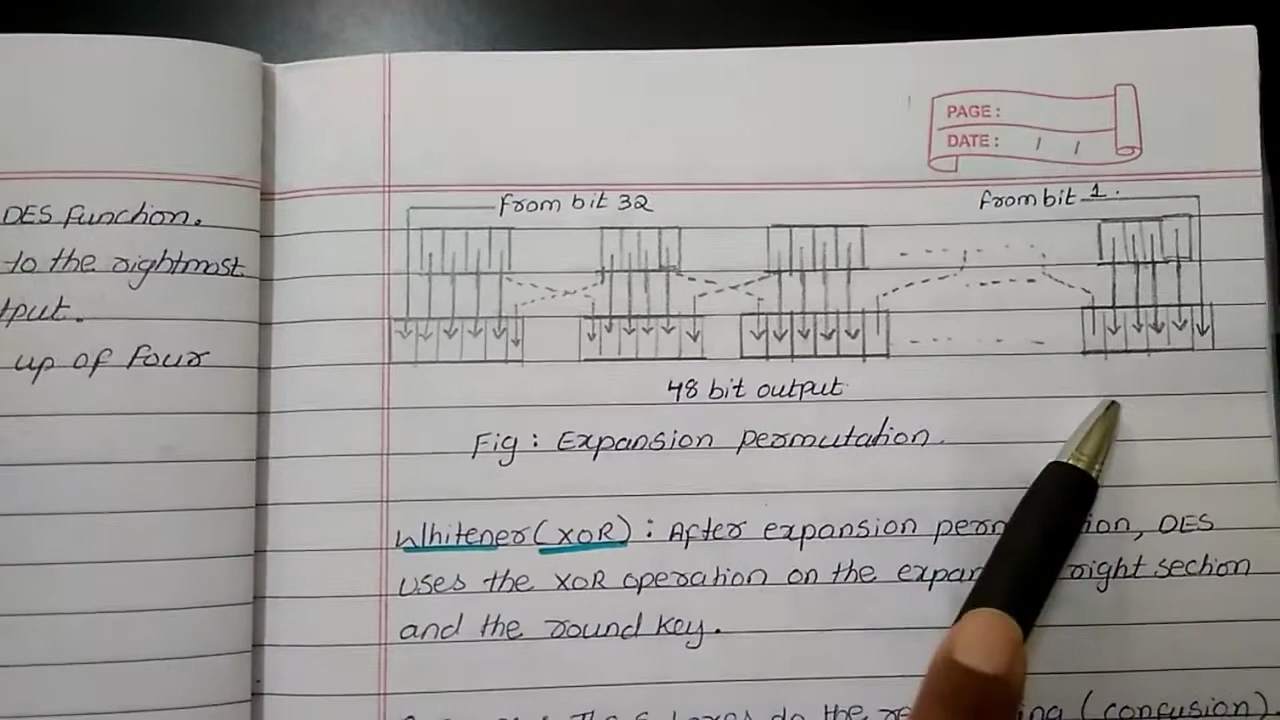 PAGE:
DATE: / /
DES function.
to the rightmost
tput.
up of four
from bit 32
from bit 1.
48 bit output
Fig: Expansion permutation.
Whitener (XOR): After expansion perm ion, DES
uses the XOR operation on the expan right section
and the round key.
(confusion)